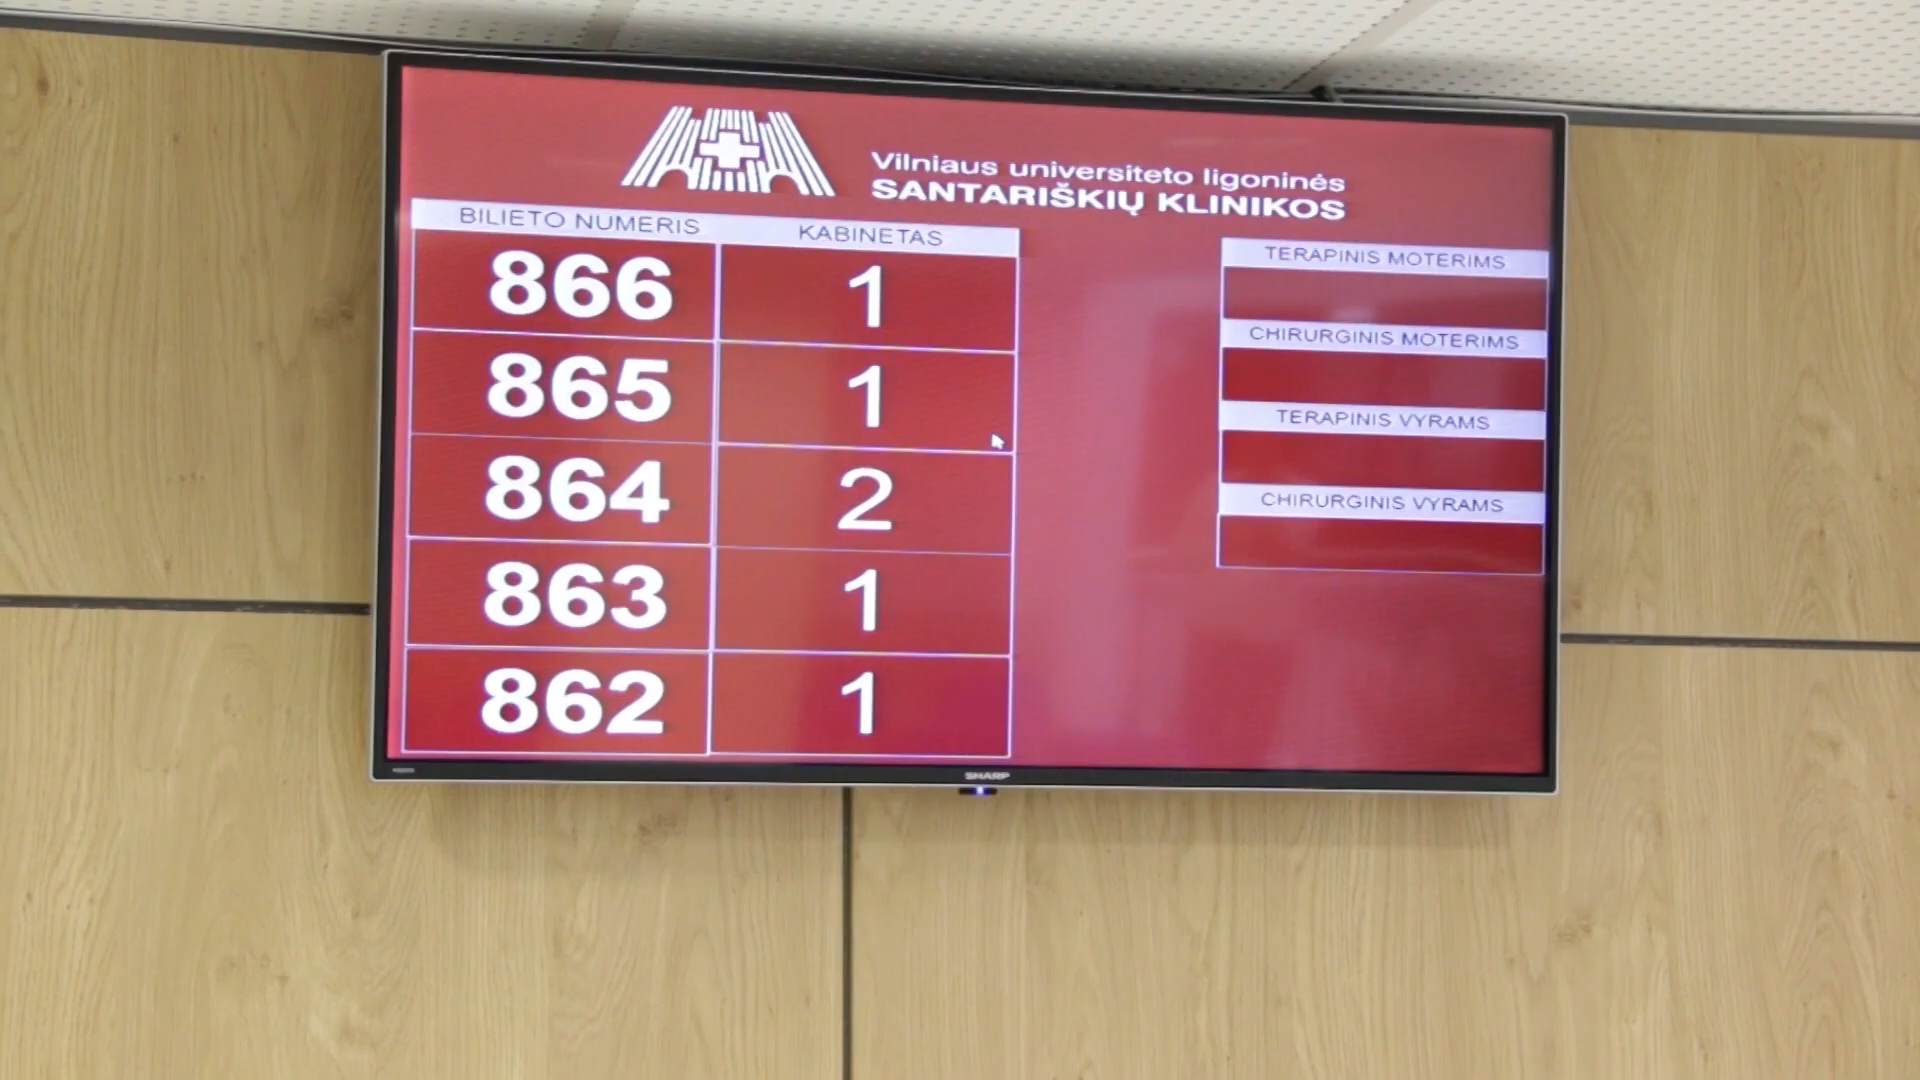 Vilniaus universiteto ligoninės
SANTARIŠKIŲ KLINIKOS
BILIETO NUMERIS KABINETAS
866 1
865 1
864 2
863 1
862 1
TERAPINIS MOTERIMS
CHIRURGINIS MOTERIMS
TERAPINIS VYRAMS
CHIRURGINIS VYRAMS
SHARP